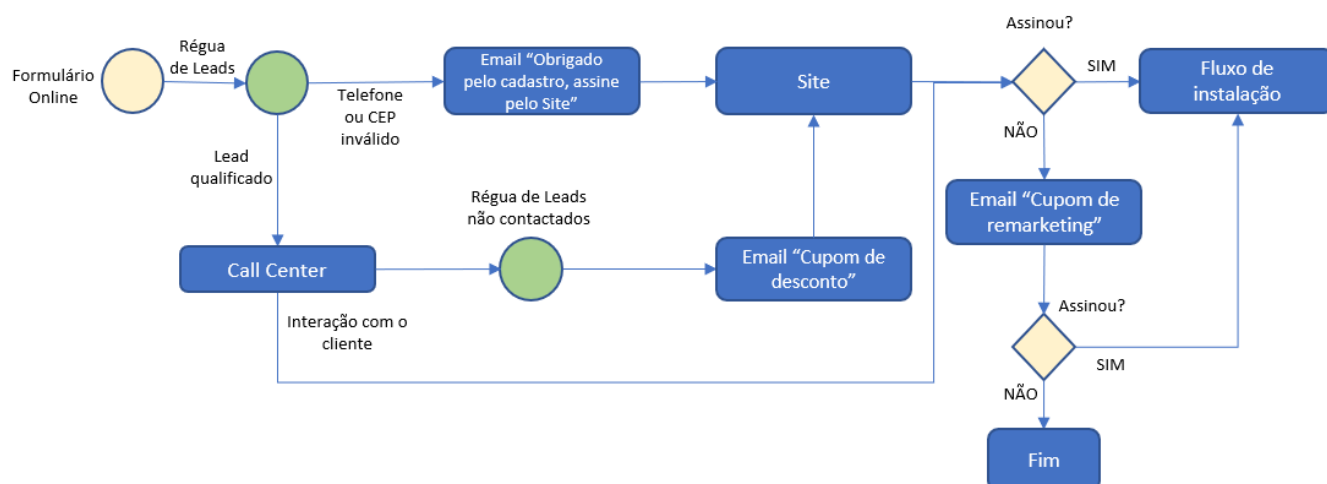 Formulário
Online
Régua
de Leads
Telefone
ou CEP
inválido
Email “Obrigado
pelo cadastro, assine
pelo Site”
Site
Assinou?
SIM
Fluxo de
instalação
NÃO
Lead
qualificado
Régua de Leads
não contactados
Email “Cupom de
remarketing”
Call Center
Email “Cupom de
desconto”
Interação com o
cliente
Assinou?
SIM
NÃO
Fim